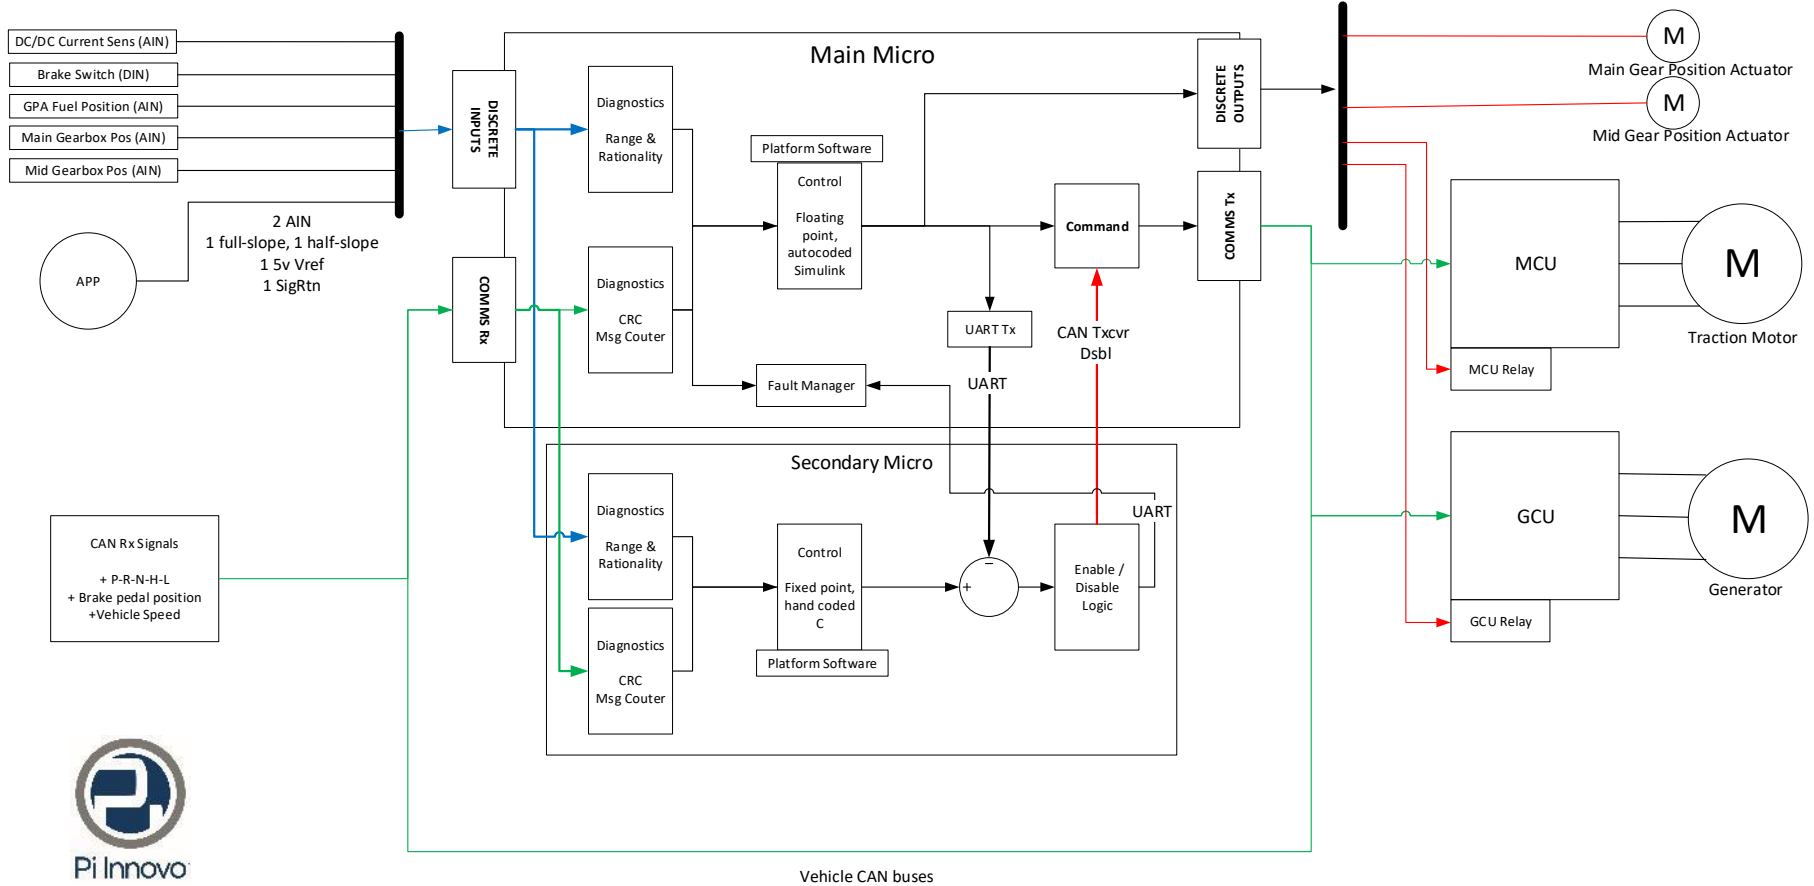 DC/DC Current Sens (AIN)
Brake Switch (DIN)
GPA Fuel Position (AIN)
Main Gearbox Pos (AIN)
Mid Gearbox Pos (AIN)
2 AIN
1 full-slope, 1 half-slope
1 5v Vref
1 SigRtn
APP
CAN Rx Signals
+ P-R-N-H-L
+ Brake pedal position
+Vehicle Speed
Main Micro
DISCRETE
INPUTS
COMMS Rx
Diagnostics
Range &
Rationality
Diagnostics
CRC
Msg Couter
Platform Software
Control
Floating
point,
autocoded
Simulink
Fault Manager
Command
UART Tx
UART
CAN Txcvr
Dsbl
DISCRETE
OUTPUTS
COMMS Tx
Secondary Micro
Diagnostics
Range &
Rationality
Diagnostics
CRC
Msg Couter
Control
Fixed point,
hand coded
C
Platform Software
+
−
Enable /
Disable
Logic
UART
M
Main Gear Position Actuator
M
Mid Gear Position Actuator
MCU
MCU Relay
M
Traction Motor
GCU
GCU Relay
M
Generator
Pi Innovo
Vehicle CAN buses